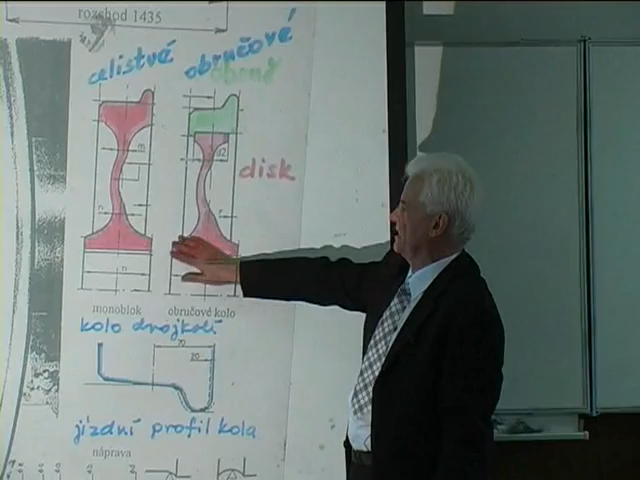 rozchod 1435
celistvé obručové
obruč
disk
monoblok obručové kolo
kolo dvojkolí
70
20
jízdní profil kola
náprava